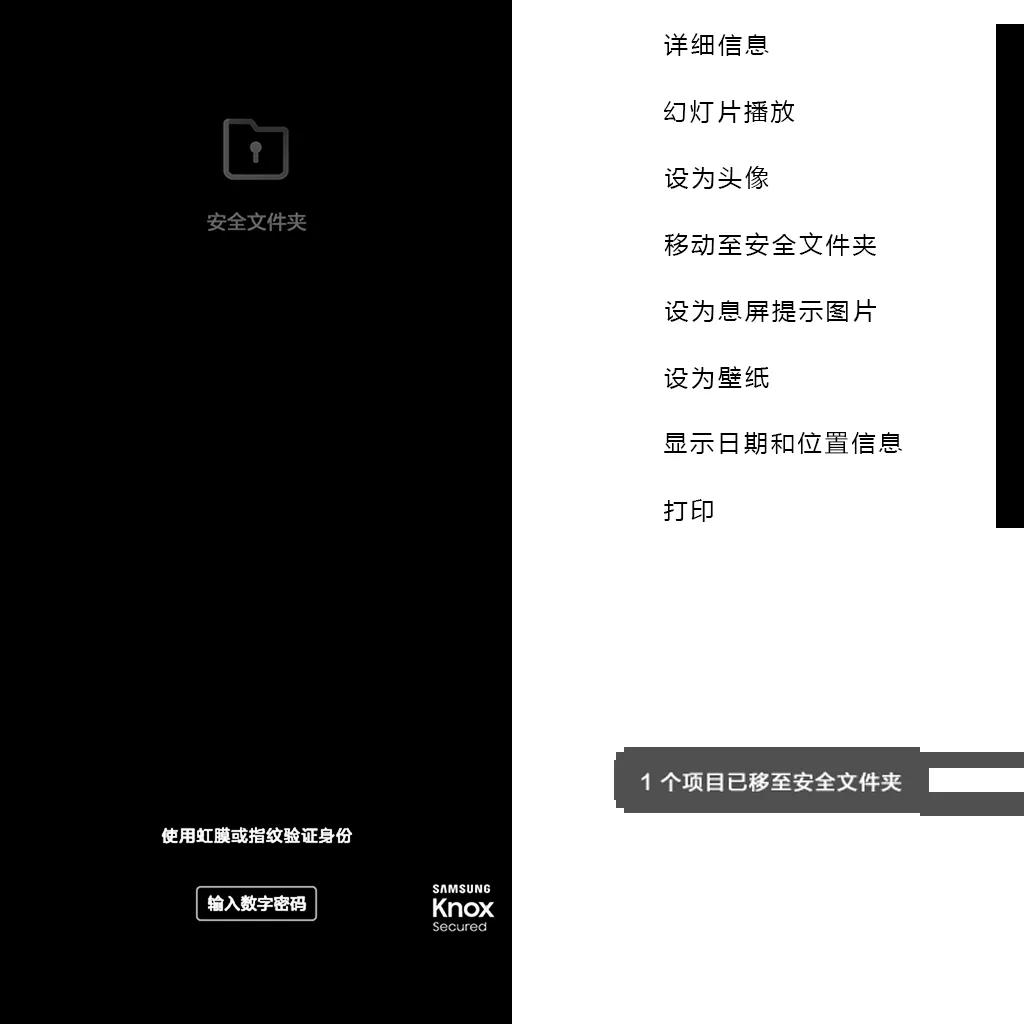 安全文件夹
使用虹膜或指纹验证身份
输入数字密码
SAMSUNG
Knox
Secured
详细信息
幻灯片播放
设为头像
移动至安全文件夹
设为息屏提示图片
设为壁纸
显示日期和位置信息
打印
1 个项目已移至安全文件夹